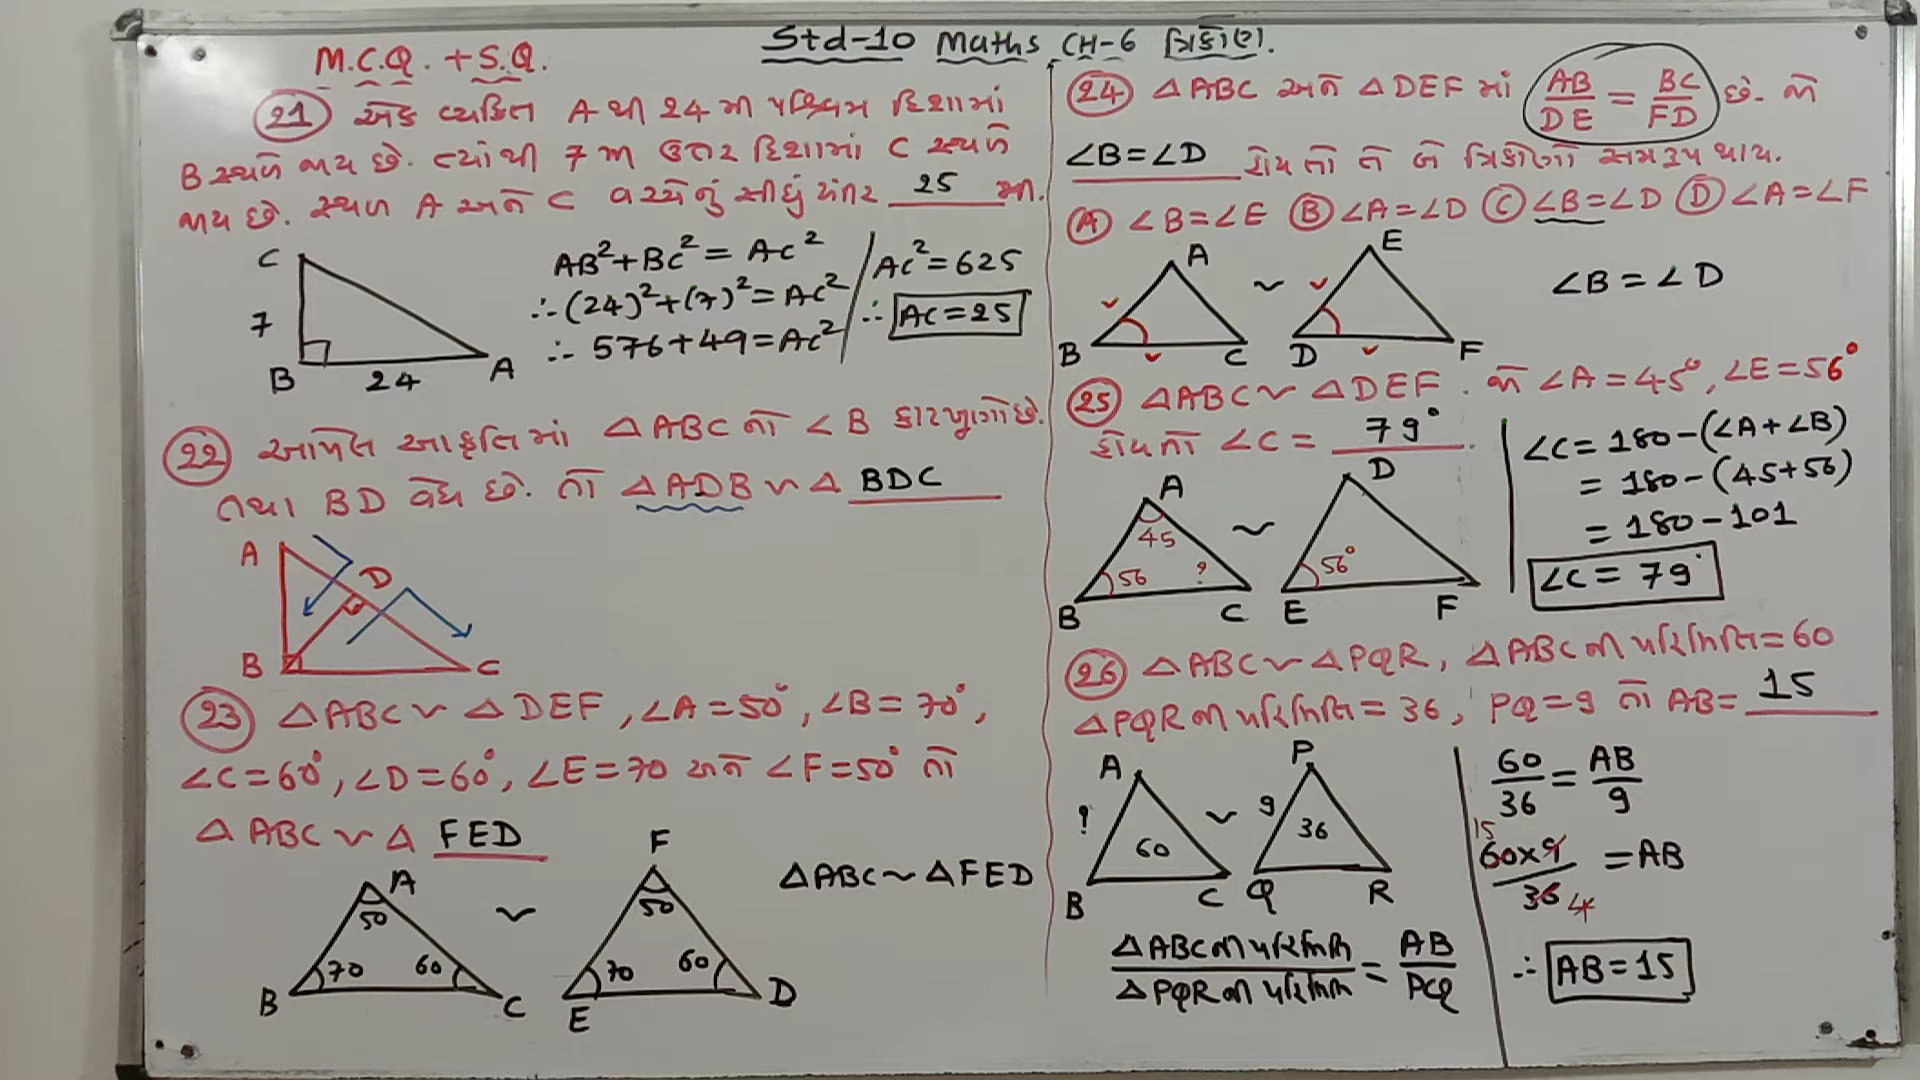 Std-10 Maths CH-6 ત્રિકોણ.
M.C.Q. + S.Q.
(21) એક વ્યક્તિ A થી 24 મી પશ્ચિમ દિશામાં
B સ્થળે જાય છે. ત્યાંથી 7 મી ઉત્તર દિશામાં C સ્થળે
જાય છે. સ્થળ A અને C વચ્ચેનું સીધું અંતર 25 મી.
C
7
B
24
A
AB²+BC² = AC²
∴ (24)²+(7)² = AC²
∴ 576+49 = AC²
AC² = 625
∴ AC = 25
(22) આપેલ આકૃતિમાં △ABC નો ∠B કાટખૂણો છે.
તથા BD વેધ છે. તો △ADB ~ △ BDC
A
D
B
C
(23) △ABC ~ △DEF, ∠A = 50°, ∠B = 70°,
∠C = 60°, ∠D = 60°, ∠E = 70 અને ∠F = 50° તો
△ABC ~ △ FED
A
50
B 70 60 C
~
F
50
E 70 60 D
△ABC ~ △FED
(24) △ABC અને △DEF માં AB/DE = BC/FD છે. જો
∠B = ∠D હોય તો તે બે ત્રિકોણો સમરૂપ થાય.
(A) ∠B = ∠E (B) ∠A = ∠D (C) ∠B = ∠D (D) ∠A = ∠F
A
B C
~
E
D F
∠B = ∠D
(25) △ABC ~ △DEF. જો ∠A = 45°, ∠E = 56°
હોય તો ∠C = 79°.
A
45
B 56 ? C
~
D
E 56° F
∠C = 180 - (∠A + ∠B)
= 180 - (45+56)
= 180 - 101
∠C = 79°
(26) △ABC ~ △PQR, △ABC ની પરિમિતિ = 60
△PQR ની પરિમિતિ = 36, PQ = 9 તો AB = 15
A
?
60
B C
~
P
9
36
Q R
△ABC ની પરિમિતિ / △PQR ની પરિમિતિ = AB/PQ
60/36 = AB/9
15
60×9/36 = AB
4
∴ AB = 15